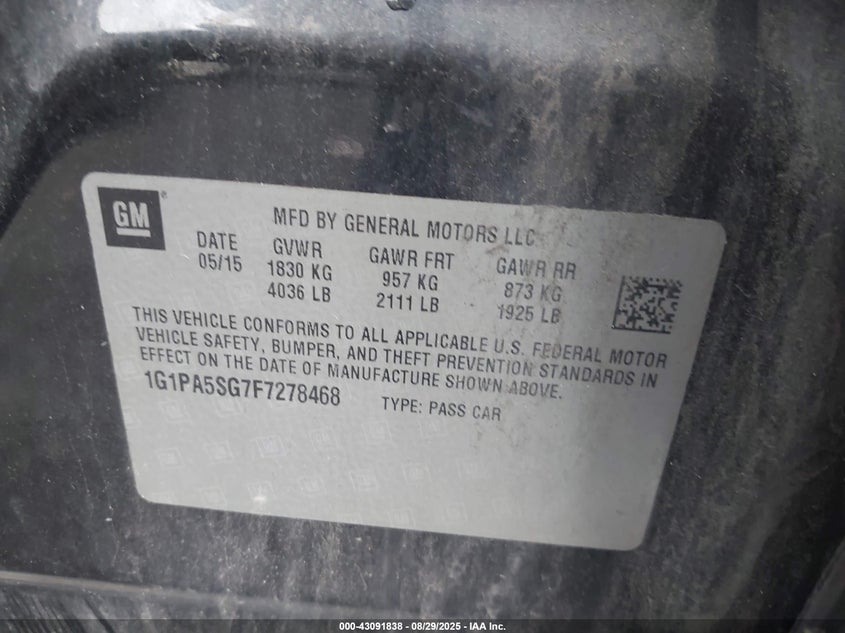 GM
MFD BY GENERAL MOTORS LLC
DATE GVWR GAWR FRT GAWR RR
05/15 1830 KG 957 KG 873 KG
4036 LB 2111 LB 1925 LB
THIS VEHICLE CONFORMS TO ALL APPLICABLE U.S. FEDERAL MOTOR
VEHICLE SAFETY, BUMPER, AND THEFT PREVENTION STANDARDS IN
EFFECT ON THE DATE OF MANUFACTURE SHOWN ABOVE.
1G1PA5SG7F7278468 TYPE: PASS CAR
000-43091838 - 08/29/2025 - IAA Inc.